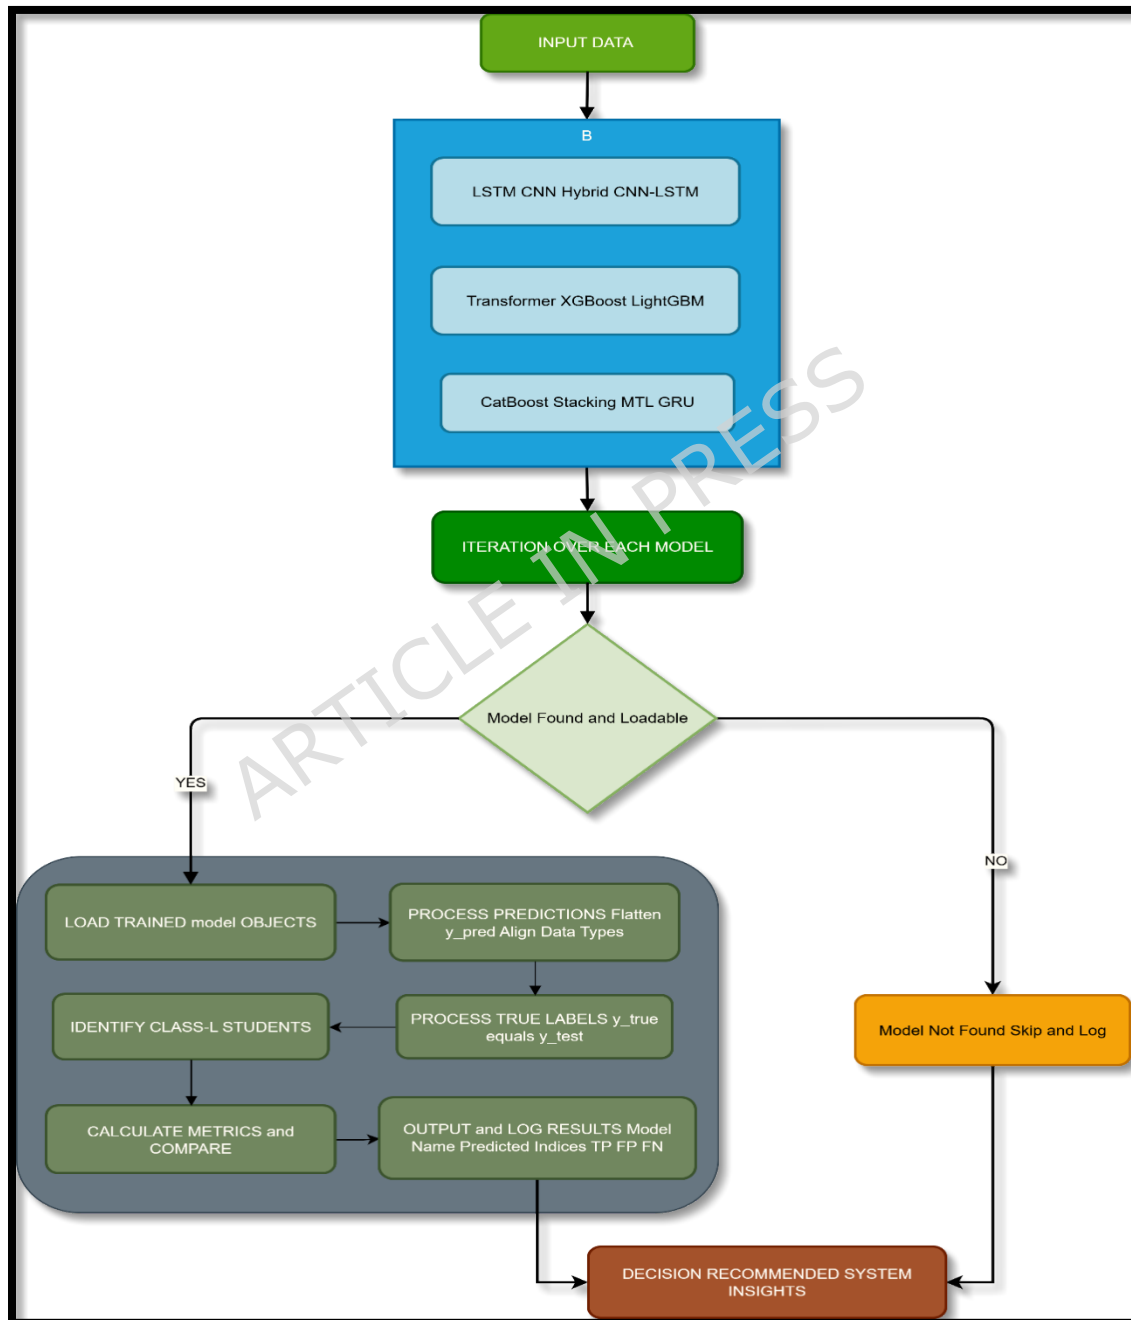 INPUT DATA
B
LSTM CNN Hybrid CNN-LSTM
Transformer XGBoost LightGBM
CatBoost Stacking MTL GRU
ITERATION OVER EACH MODEL
Model Found and Loadable
YES
NO
LOAD TRAINED model OBJECTS
PROCESS PREDICTIONS Flatten
y_pred Align Data Types
IDENTIFY CLASS-L STUDENTS
PROCESS TRUE LABELS y_true
equals y_test
Model Not Found Skip and Log
CALCULATE METRICS and
COMPARE
OUTPUT and LOG RESULTS Model
Name Predicted Indices TP FP FN
DECISION RECOMMENDED SYSTEM
INSIGHTS
ARTICLE IN PRESS